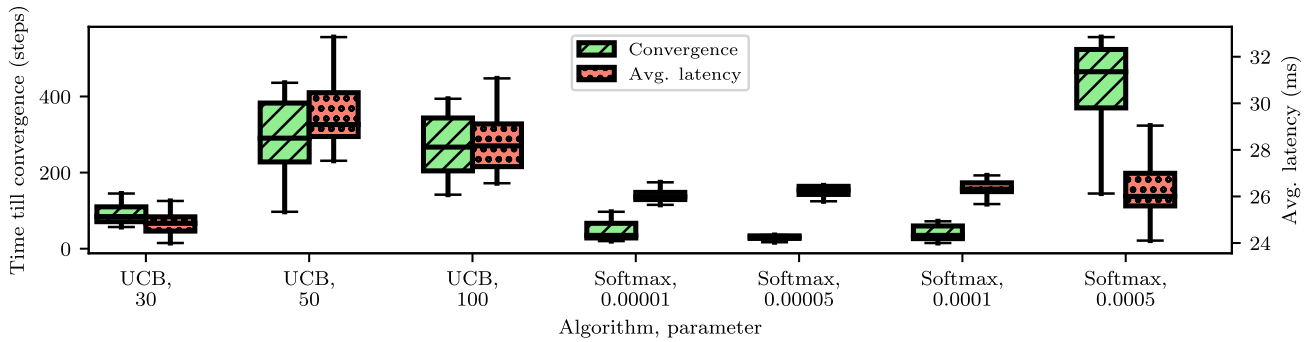 Time till convergence (steps)
400
200
0
Convergence
Avg. latency
32
30
28
26
24
Avg. latency (ms)
UCB,
30
UCB,
50
UCB,
100
Softmax,
0.00001
Softmax,
0.00005
Softmax,
0.0001
Softmax,
0.0005
Algorithm, parameter